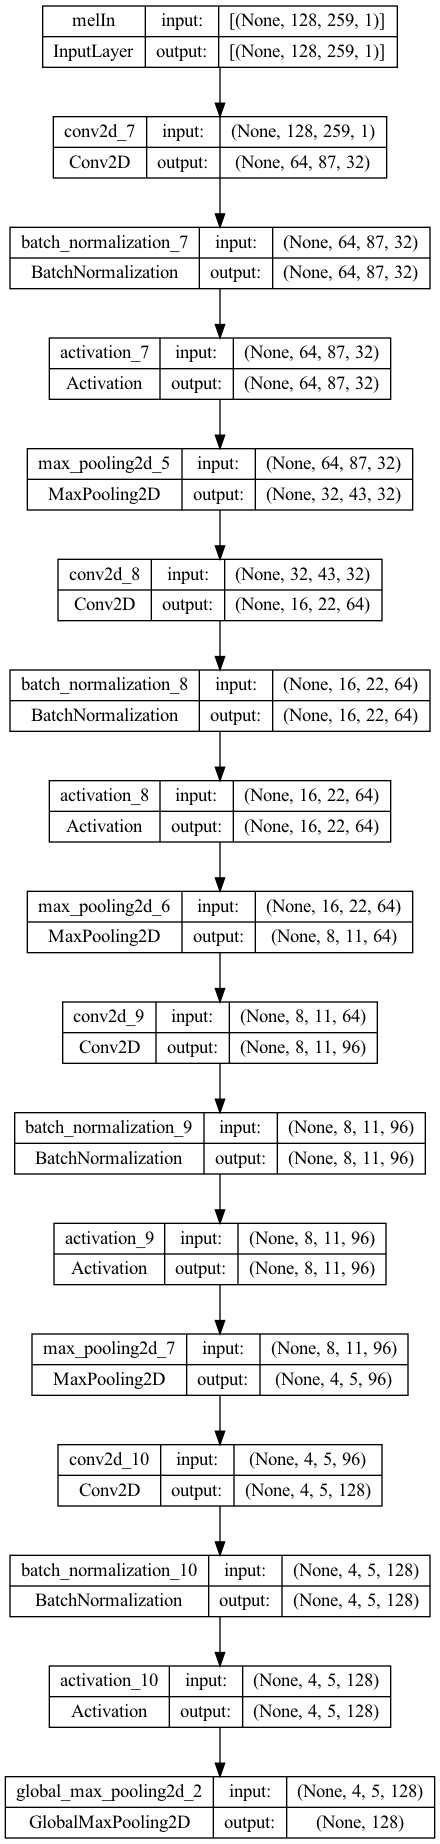 melIn input: [(None, 128, 259, 1)]
InputLayer output: [(None, 128, 259, 1)]
conv2d_7 input: (None, 128, 259, 1)
Conv2D output: (None, 64, 87, 32)
batch_normalization_7 input: (None, 64, 87, 32)
BatchNormalization output: (None, 64, 87, 32)
activation_7 input: (None, 64, 87, 32)
Activation output: (None, 64, 87, 32)
max_pooling2d_5 input: (None, 64, 87, 32)
MaxPooling2D output: (None, 32, 43, 32)
conv2d_8 input: (None, 32, 43, 32)
Conv2D output: (None, 16, 22, 64)
batch_normalization_8 input: (None, 16, 22, 64)
BatchNormalization output: (None, 16, 22, 64)
activation_8 input: (None, 16, 22, 64)
Activation output: (None, 16, 22, 64)
max_pooling2d_6 input: (None, 16, 22, 64)
MaxPooling2D output: (None, 8, 11, 64)
conv2d_9 input: (None, 8, 11, 64)
Conv2D output: (None, 8, 11, 96)
batch_normalization_9 input: (None, 8, 11, 96)
BatchNormalization output: (None, 8, 11, 96)
activation_9 input: (None, 8, 11, 96)
Activation output: (None, 8, 11, 96)
max_pooling2d_7 input: (None, 8, 11, 96)
MaxPooling2D output: (None, 4, 5, 96)
conv2d_10 input: (None, 4, 5, 96)
Conv2D output: (None, 4, 5, 128)
batch_normalization_10 input: (None, 4, 5, 128)
BatchNormalization output: (None, 4, 5, 128)
activation_10 input: (None, 4, 5, 128)
Activation output: (None, 4, 5, 128)
global_max_pooling2d_2 input: (None, 4, 5, 128)
GlobalMaxPooling2D output: (None, 128)